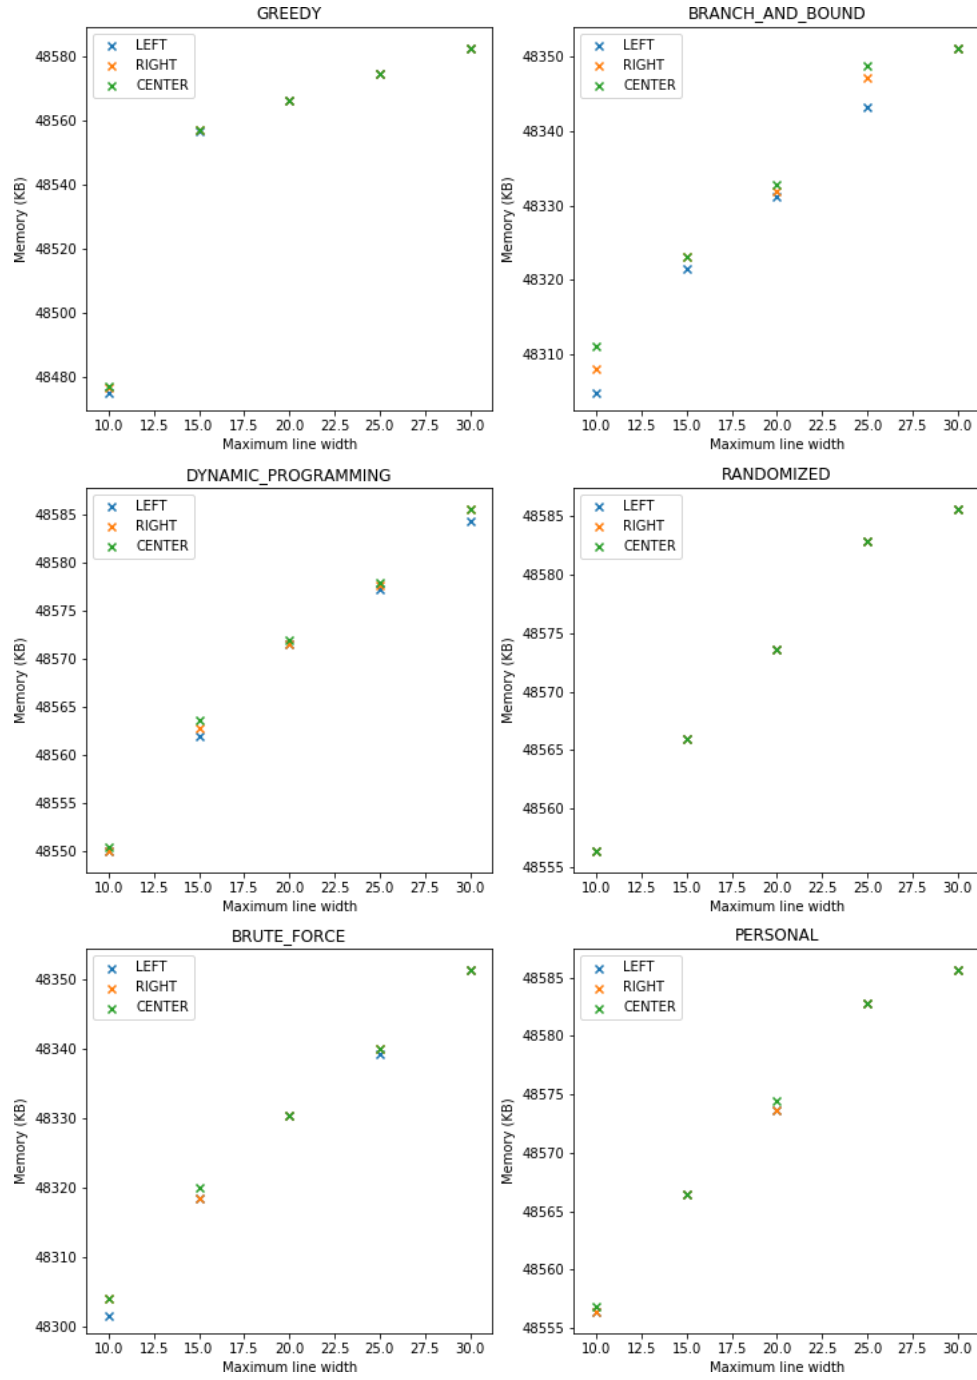 GREEDY
LEFT
RIGHT
CENTER
48580
48560
48540
48520
48500
48480
Memory (KB)
10.0 12.5 15.0 17.5 20.0 22.5 25.0 27.5 30.0
Maximum line width
BRANCH_AND_BOUND
LEFT
RIGHT
CENTER
48350
48340
48330
48320
48310
Memory (KB)
10.0 12.5 15.0 17.5 20.0 22.5 25.0 27.5 30.0
Maximum line width
DYNAMIC_PROGRAMMING
LEFT
RIGHT
CENTER
48585
48580
48575
48570
48565
48560
48555
48550
Memory (KB)
10.0 12.5 15.0 17.5 20.0 22.5 25.0 27.5 30.0
Maximum line width
RANDOMIZED
LEFT
RIGHT
CENTER
48585
48580
48575
48570
48565
48560
48555
Memory (KB)
10.0 12.5 15.0 17.5 20.0 22.5 25.0 27.5 30.0
Maximum line width
BRUTE_FORCE
LEFT
RIGHT
CENTER
48350
48340
48330
48320
48310
48300
Memory (KB)
10.0 12.5 15.0 17.5 20.0 22.5 25.0 27.5 30.0
Maximum line width
PERSONAL
LEFT
RIGHT
CENTER
48585
48580
48575
48570
48565
48560
48555
Memory (KB)
10.0 12.5 15.0 17.5 20.0 22.5 25.0 27.5 30.0
Maximum line width